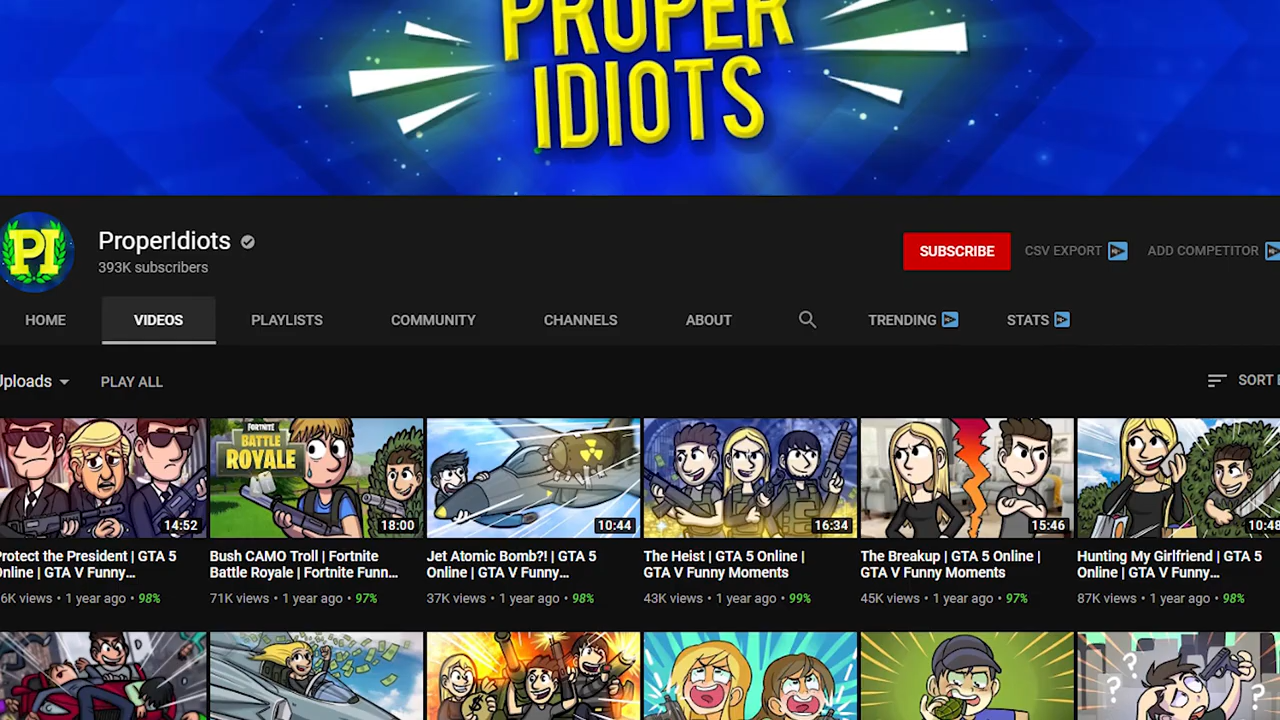 PROPER
IDIOTS
PI
ProperIdiots
393K subscribers
SUBSCRIBE
CSV EXPORT
ADD COMPETITOR
HOME
VIDEOS
PLAYLISTS
COMMUNITY
CHANNELS
ABOUT
TRENDING
STATS
Uploads
PLAY ALL
SORT
FORTNITE
BATTLE
ROYALE
14:52
18:00
10:44
16:34
15:46
10:48
Protect the President | GTA 5
Online | GTA V Funny...
6K views • 1 year ago • 98%
Bush CAMO Troll | Fortnite
Battle Royale | Fortnite Funn...
71K views • 1 year ago • 97%
Jet Atomic Bomb?! | GTA 5
Online | GTA V Funny...
37K views • 1 year ago • 98%
The Heist | GTA 5 Online |
GTA V Funny Moments
43K views • 1 year ago • 99%
The Breakup | GTA 5 Online |
GTA V Funny Moments
45K views • 1 year ago • 97%
Hunting My Girlfriend | GTA 5
Online | GTA V Funny...
87K views • 1 year ago • 98%
? ? ?